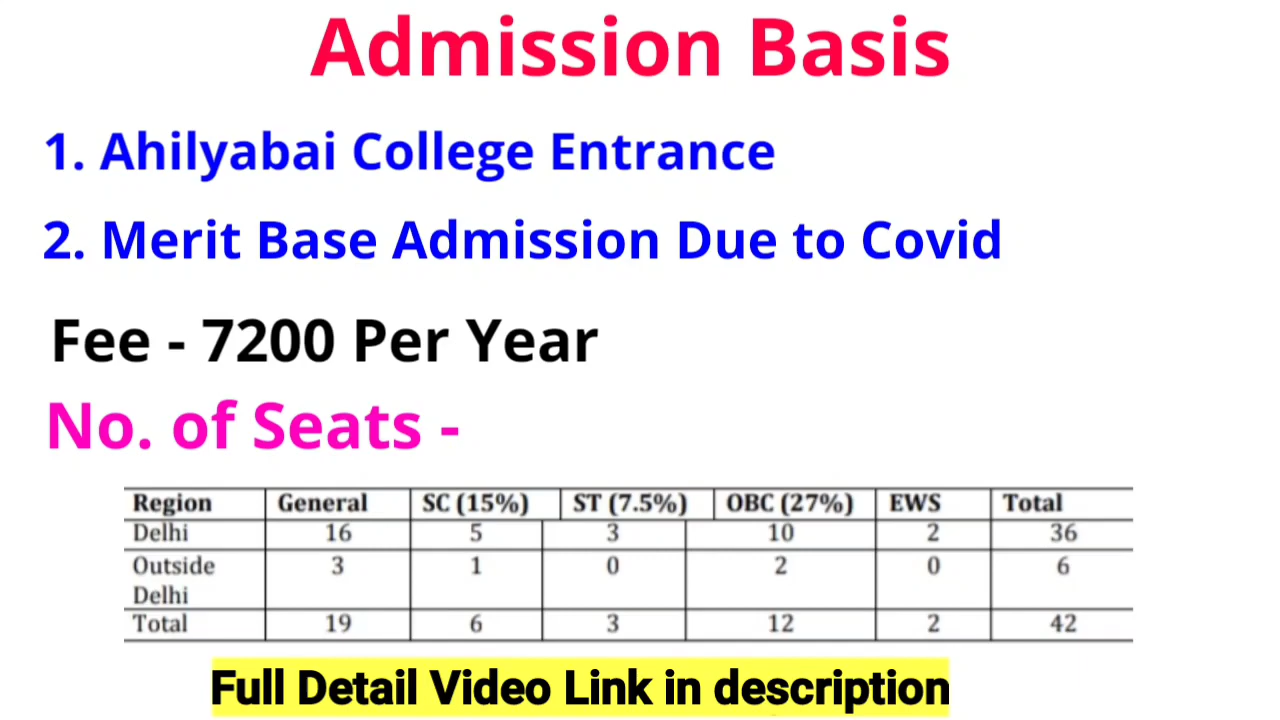 Admission Basis
1. Ahilyabai College Entrance
2. Merit Base Admission Due to Covid
Fee - 7200 Per Year
No. of Seats -
Region General SC (15%) ST (7.5%) OBC (27%) EWS Total
Delhi 16 5 3 10 2 36
Outside 3 1 0 2 0 6
Delhi
Total 19 6 3 12 2 42
Full Detail Video Link in description